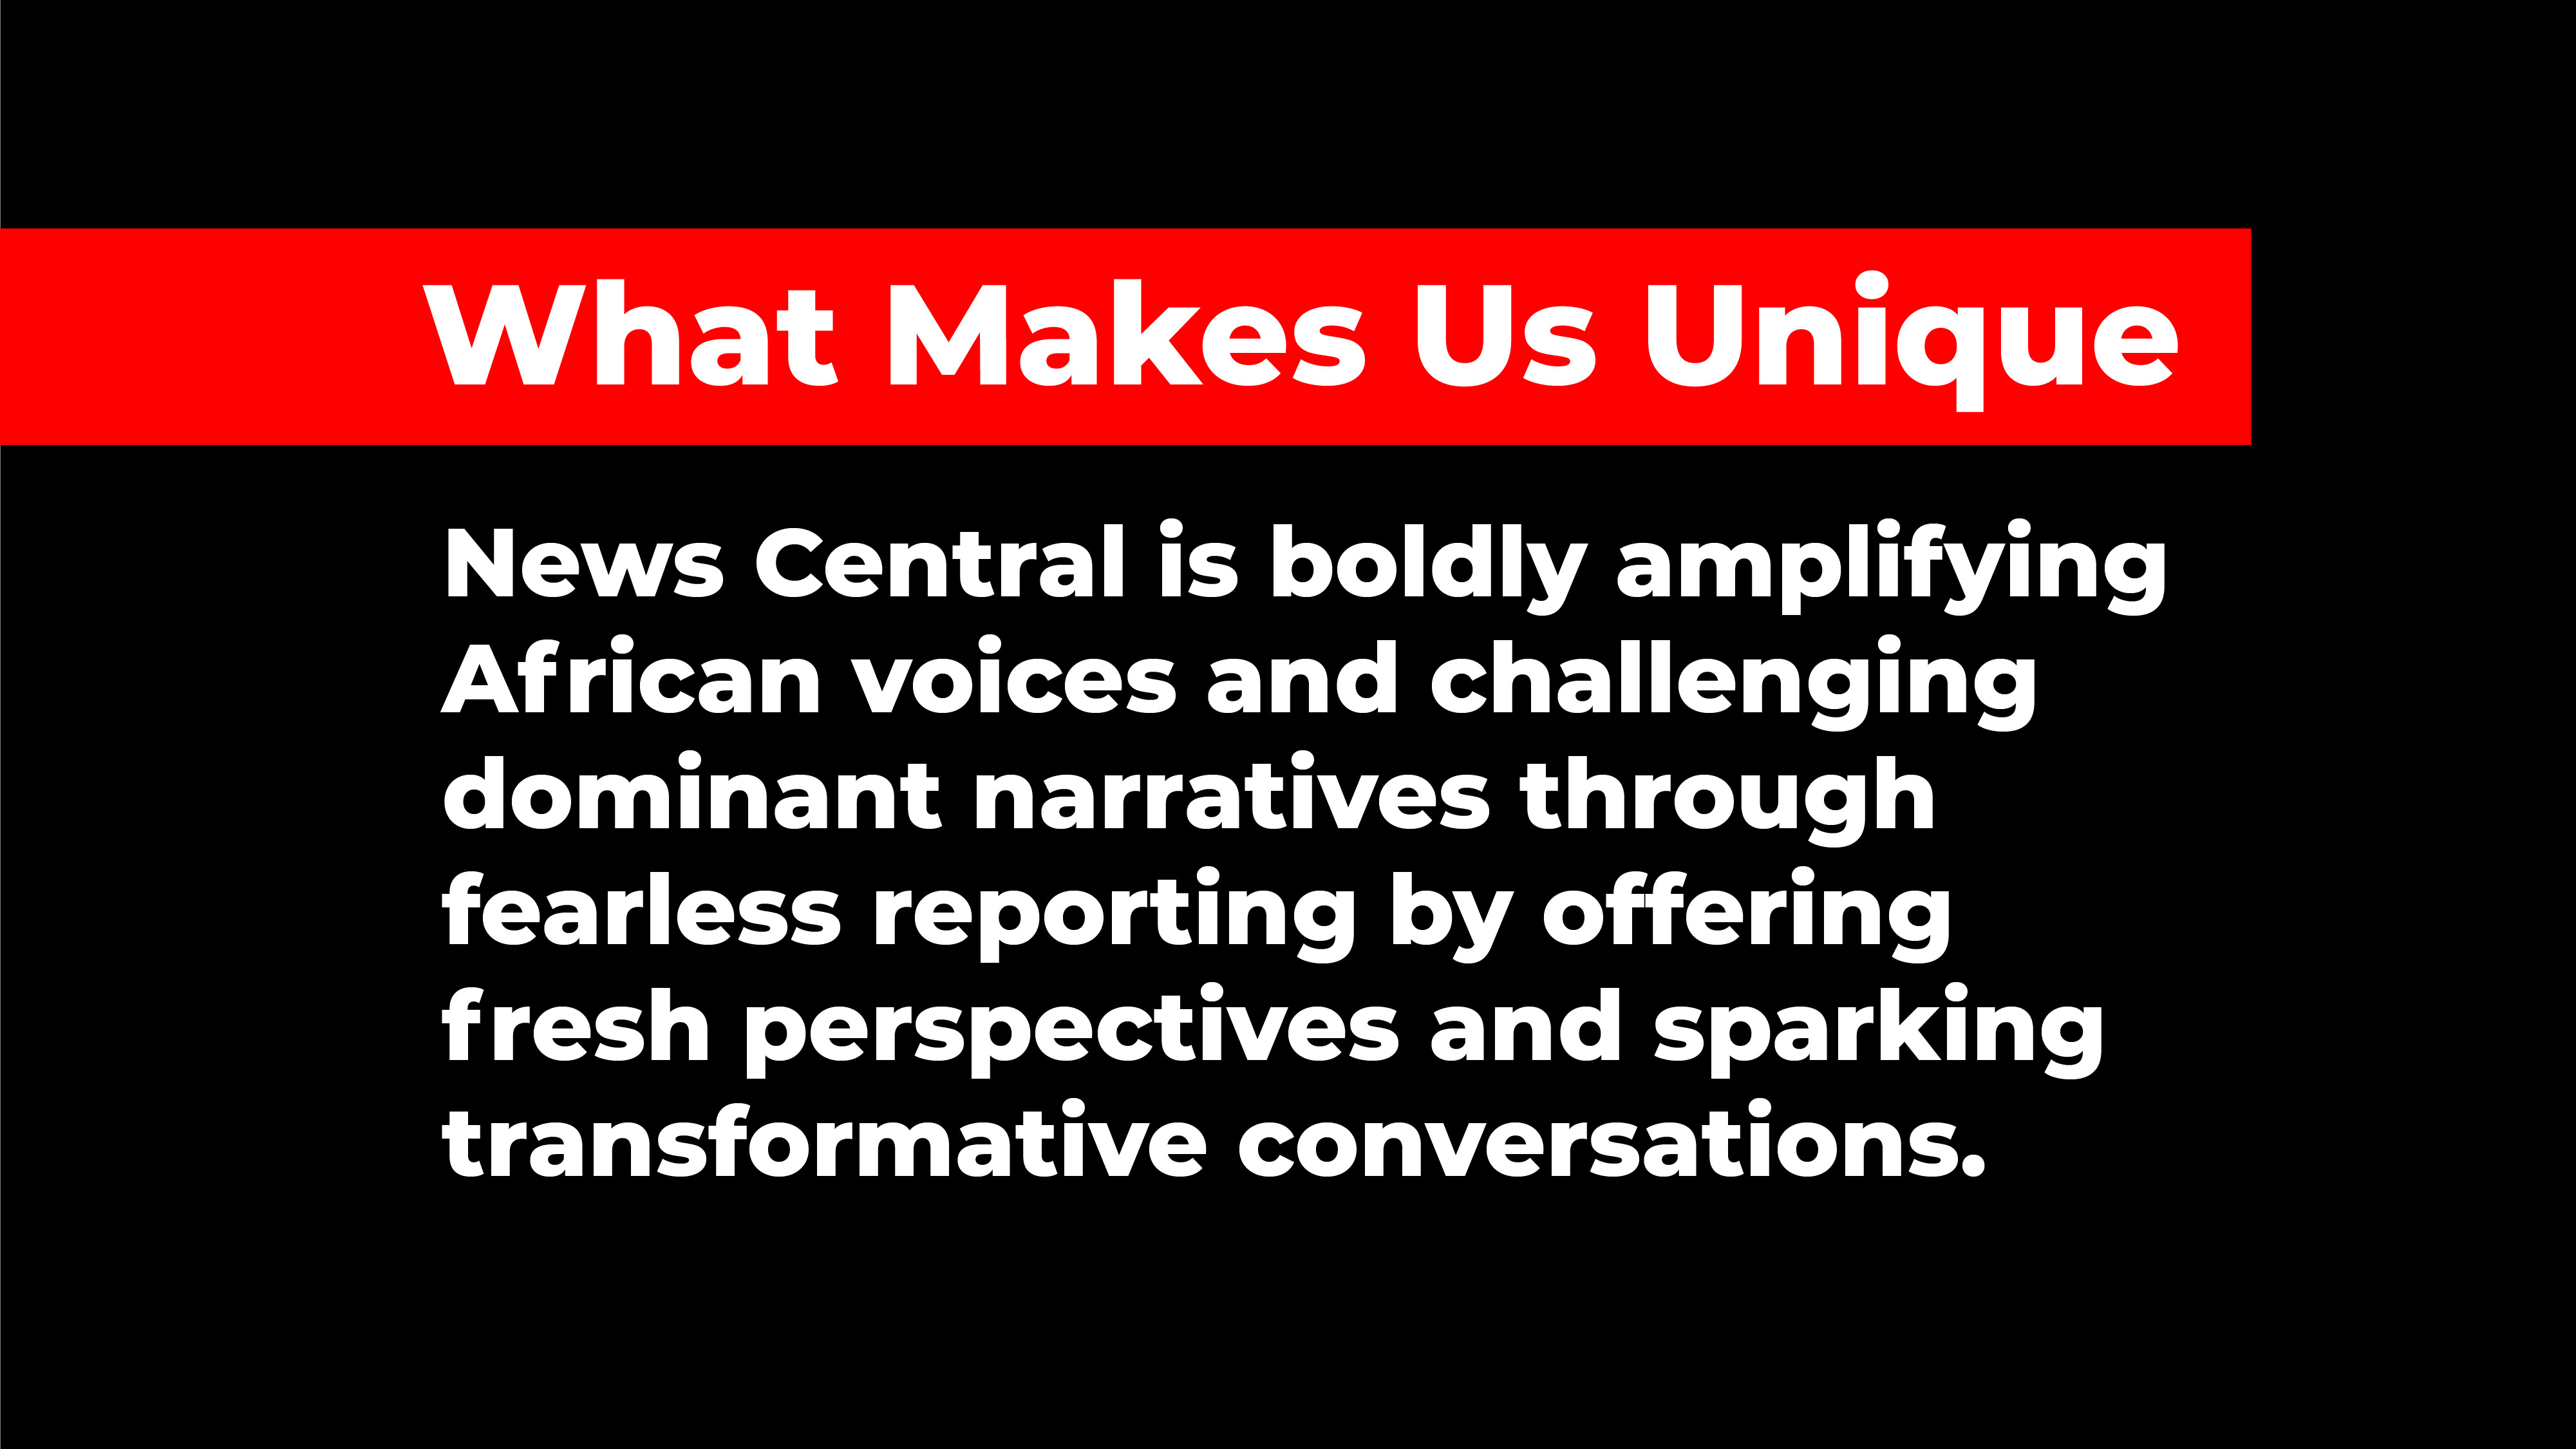 What Makes Us Unique
News Central is boldly amplifying
African voices and challenging
dominant narratives through
fearless reporting by offering
fresh perspectives and sparking
transformative conversations.